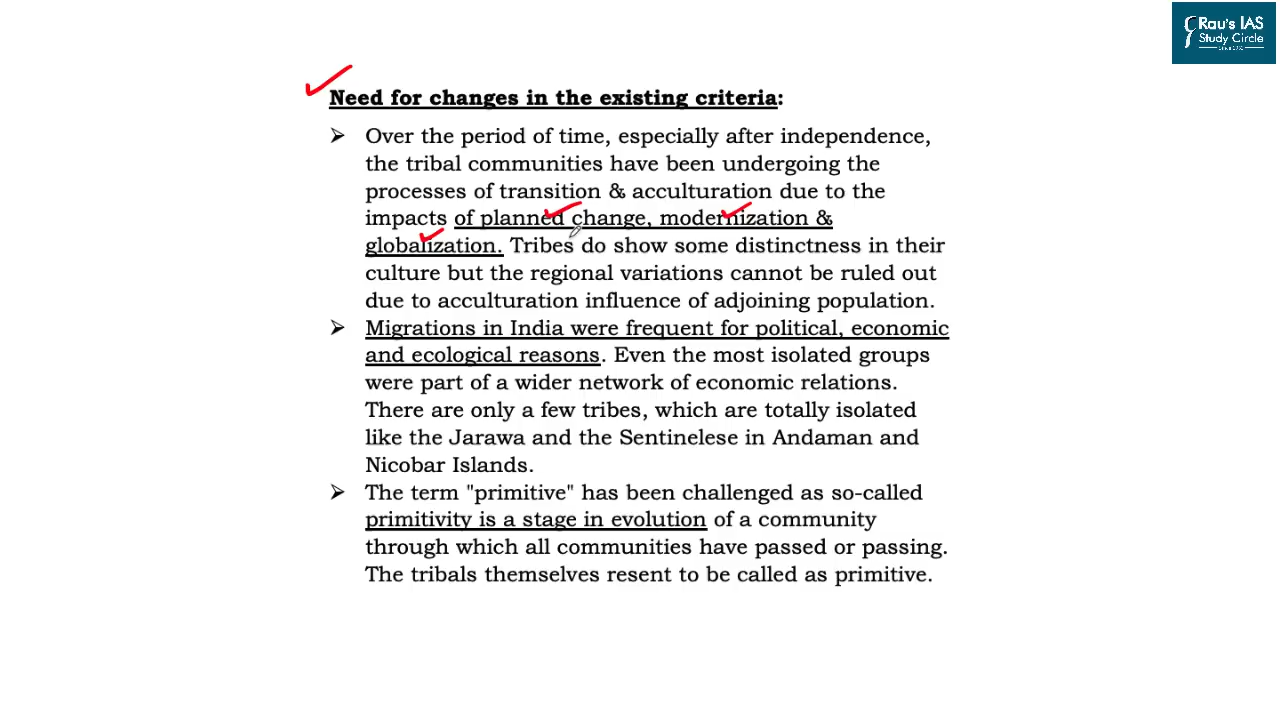 Rau's IAS
Study Circle
Need for changes in the existing criteria:
➢ Over the period of time, especially after independence,
the tribal communities have been undergoing the
processes of transition & acculturation due to the
impacts of planned change, modernization &
globalization. Tribes do show some distinctness in their
culture but the regional variations cannot be ruled out
due to acculturation influence of adjoining population.
➢ Migrations in India were frequent for political, economic
and ecological reasons. Even the most isolated groups
were part of a wider network of economic relations.
There are only a few tribes, which are totally isolated
like the Jarawa and the Sentinelese in Andaman and
Nicobar Islands.
➢ The term "primitive" has been challenged as so-called
primitivity is a stage in evolution of a community
through which all communities have passed or passing.
The tribals themselves resent to be called as primitive.